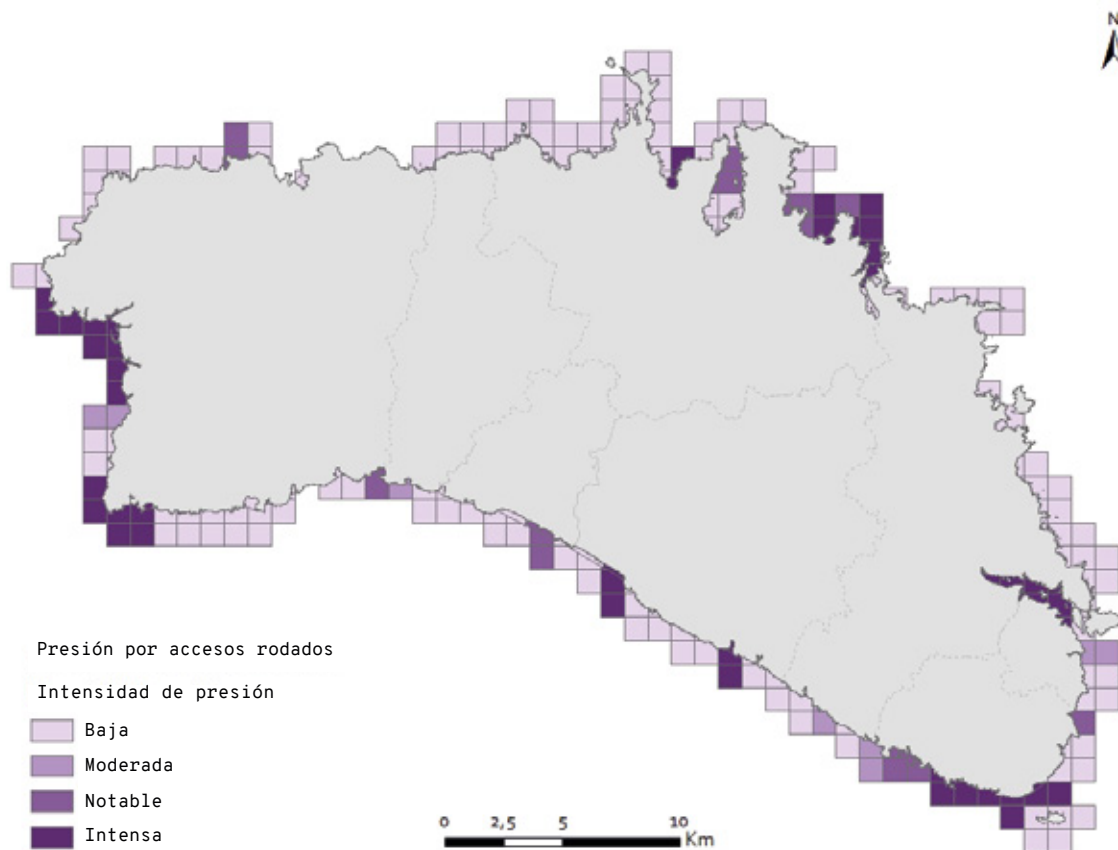 N
Presión por accesos rodados
Intensidad de presión
Baja
Moderada
Notable
Intensa
0 2,5 5 10
Km